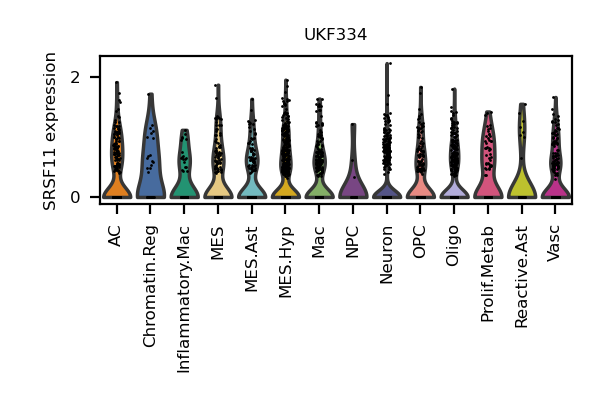 UKF334
SRSF11 expression
2
0
AC
Chromatin.Reg
Inflammatory.Mac
MES
MES.Ast
MES.Hyp
Mac
NPC
Neuron
OPC
Oligo
Prolif.Metab
Reactive.Ast
Vasc